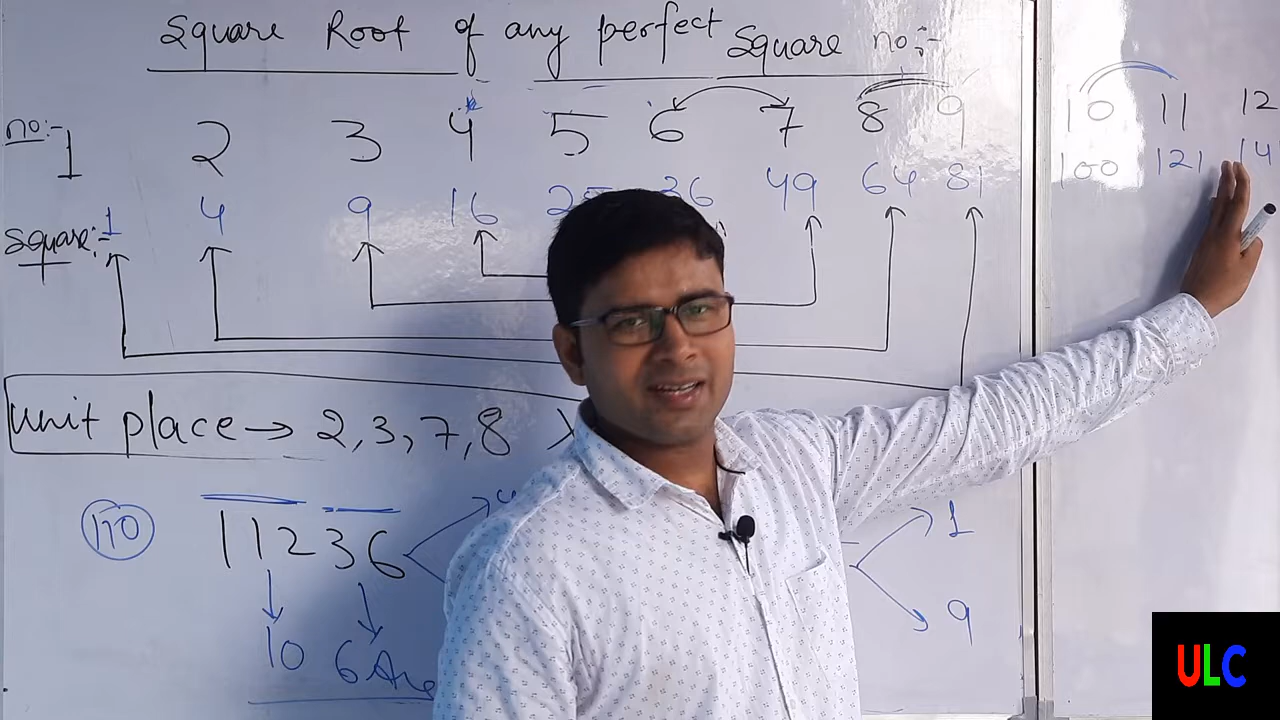 Square Root of any perfect Square no:-
no:- 1 2 3 4 5 6 7 8 9 10 11 12
Square:- 1 4 9 16 25 36 49 64 81 100 121
unit place → 2, 3, 7, 8
110 11236
1
10 6 Ans
9
ULC